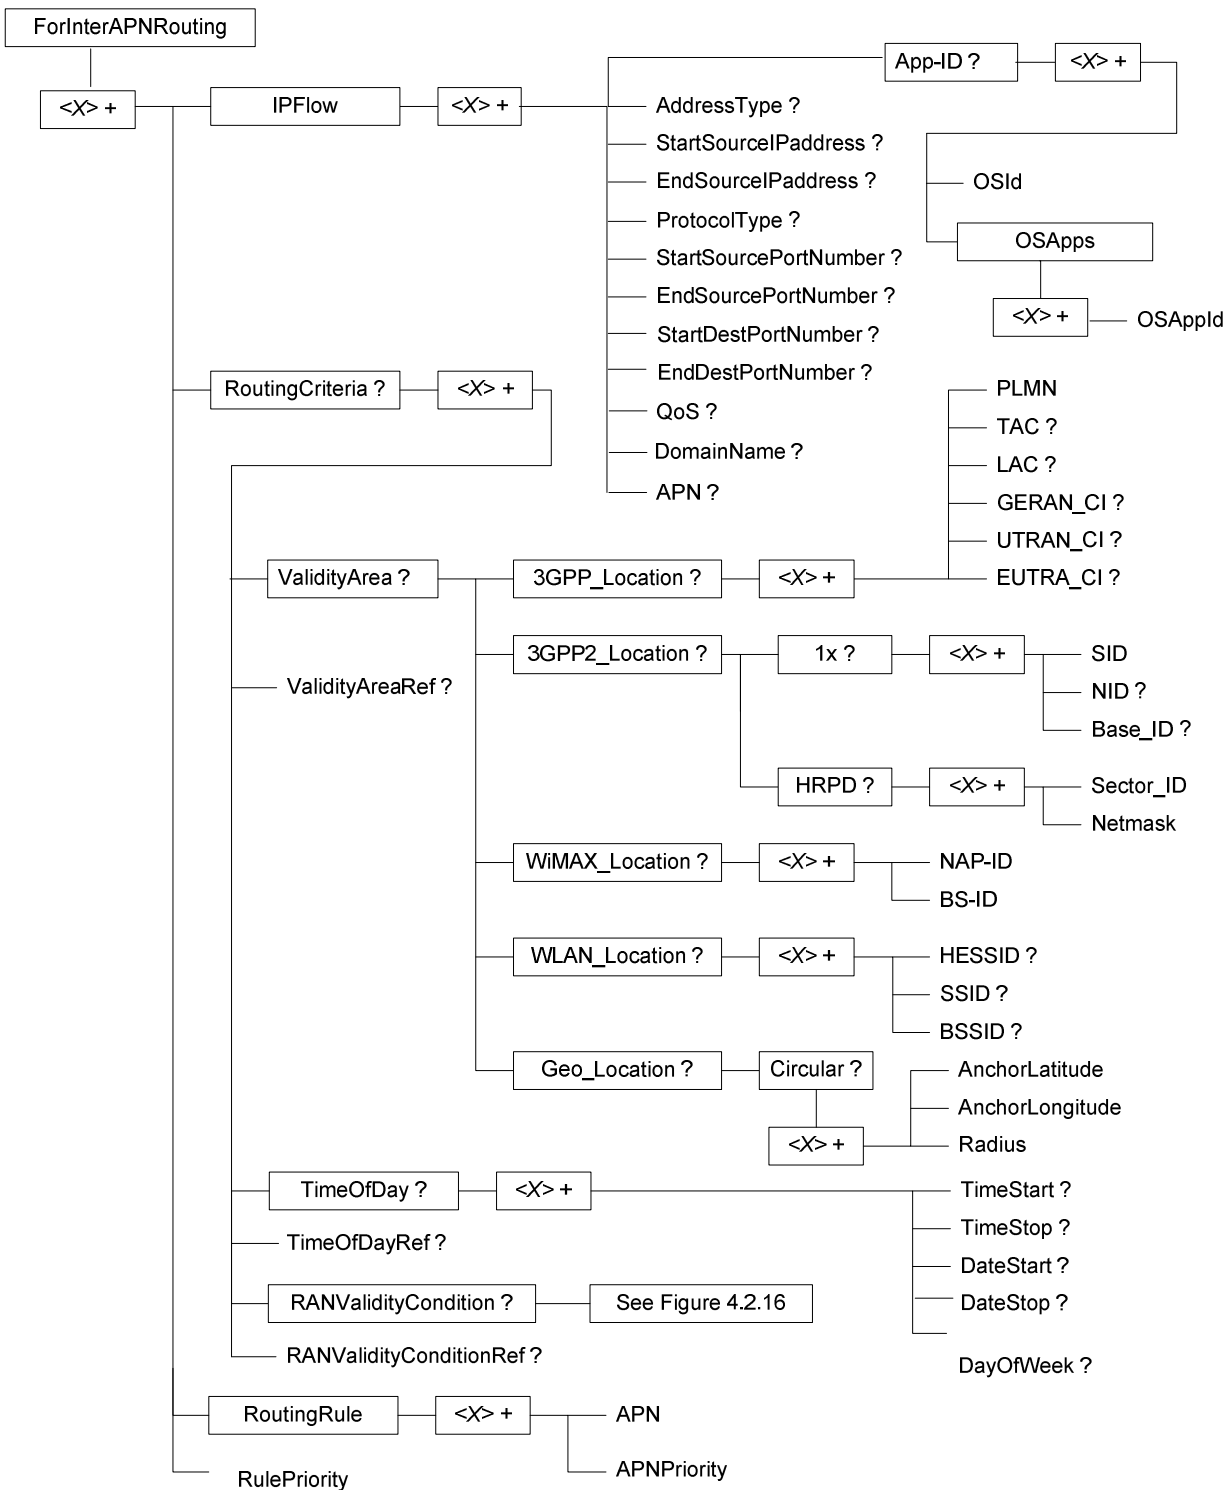 ForInterAPNRouting
<X> +
IPFlow
<X> +
App-ID ?
<X> +
OSId
OSApps
<X> +
OSAppId
AddressType ?
StartSourceIPaddress ?
EndSourceIPaddress ?
ProtocolType ?
StartSourcePortNumber ?
EndSourcePortNumber ?
StartDestPortNumber ?
EndDestPortNumber ?
QoS ?
DomainName ?
APN ?
RoutingCriteria ?
<X> +
ValidityArea ?
3GPP_Location ?
<X> +
PLMN
TAC ?
LAC ?
GERAN_CI ?
UTRAN_CI ?
EUTRA_CI ?
3GPP2_Location ?
1x ?
<X> +
SID
NID ?
Base_ID ?
HRPD ?
<X> +
Sector_ID
Netmask
ValidityAreaRef ?
WiMAX_Location ?
<X> +
NAP-ID
BS-ID
WLAN_Location ?
<X> +
HESSID ?
SSID ?
BSSID ?
Geo_Location ?
Circular ?
<X> +
AnchorLatitude
AnchorLongitude
Radius
TimeOfDay ?
<X> +
TimeStart ?
TimeStop ?
DateStart ?
DateStop ?
DayOfWeek ?
TimeOfDayRef ?
RANValidityCondition ?
See Figure 4.2.16
RANValidityConditionRef ?
RoutingRule
<X> +
APN
APNPriority
RulePriority